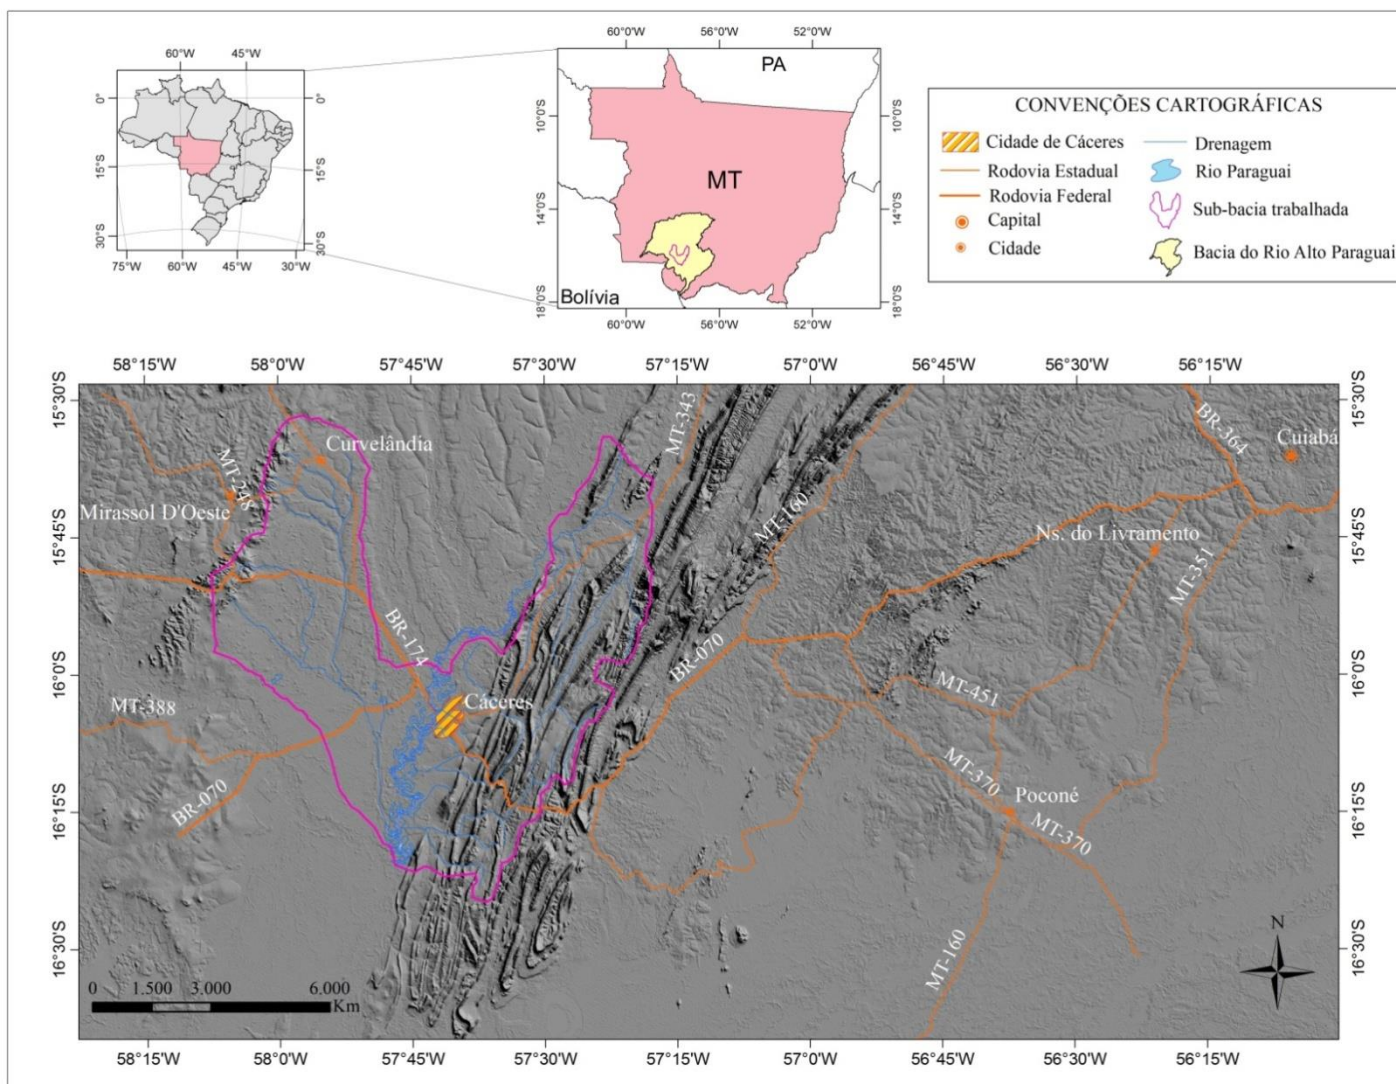 60°W 45°W
0° 0°
15°S 15°S
30°S 30°S
75°W 60°W 45°W 30°W
60°W 56°W 52°W
PA
10°0'S 10°0'S
MT
14°0'S 14°0'S
Bolívia
18°0'S 18°0'S
60°W 56°W 52°W
CONVENÇÕES CARTOGRÁFICAS
Cidade de Cáceres
Rodovia Estadual
Rodovia Federal
Capital
Cidade
Drenagem
Rio Paraguai
Sub-bacia trabalhada
Bacia do Rio Alto Paraguai
58°15'W 58°0'W 57°45'W 57°30'W 57°15'W 57°0'W 56°45'W 56°30'W 56°15'W
15°30'S 15°30'S
MT-343
BR-364
Curvelândia
Cuiabá
MT-248
Mirassol D'Oeste
MT-160
15°45'S 15°45'S
Ns. do Livramento
MT-351
BR-174
BR-070
16°0'S 16°0'S
MT-388
Cáceres
MT-451
BR-070
MT-370
Poconé
16°15'S 16°15'S
MT-370
MT-160
16°30'S 16°30'S
N
0 1.500 3.000 6.000
Km
58°15'W 58°0'W 57°45'W 57°30'W 57°15'W 57°0'W 56°45'W 56°30'W 56°15'W